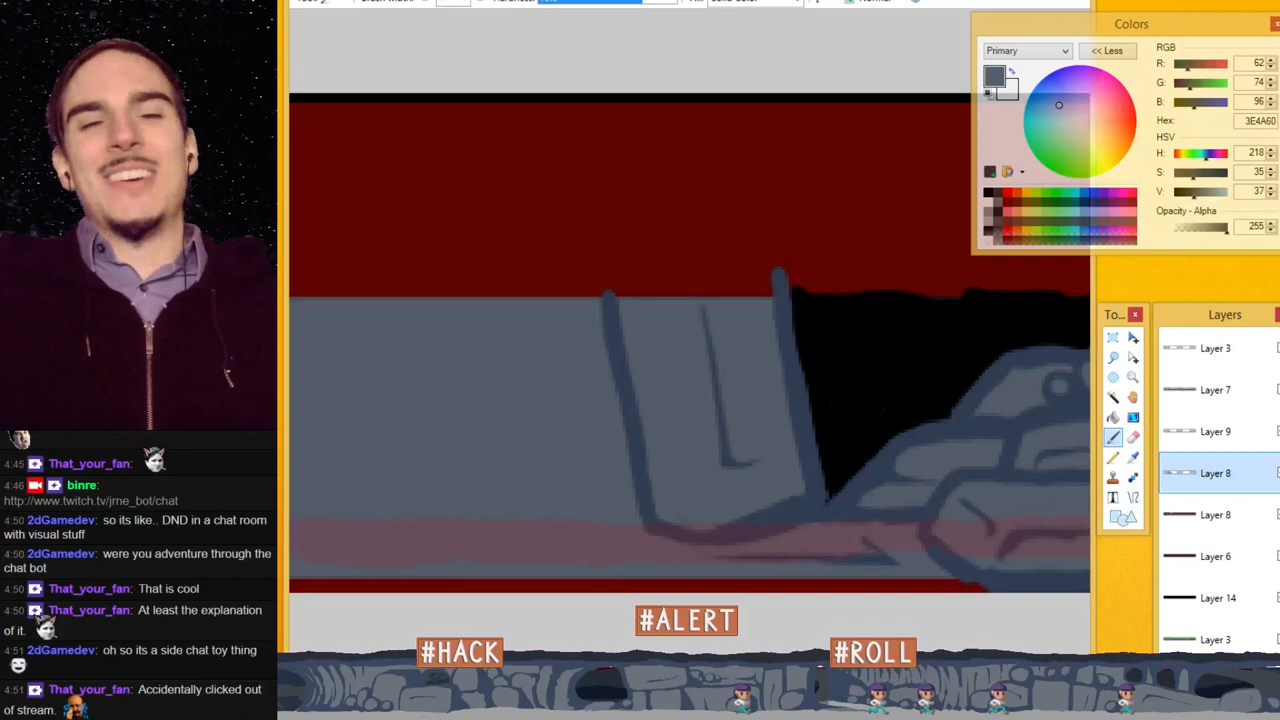 Colors
Primary
<< Less
RGB
R: 62
G: 74
B: 96
Hex: 3E4A60
HSV
H: 218
S: 35
V: 37
Opacity - Alpha
255
To...
Layers
Layer 3
Layer 7
Layer 9
Layer 8
Layer 8
Layer 6
Layer 14
Layer 3
4:45 That_your_fan:
4:46 binre:
http://www.twitch.tv/jrne_bot/chat
4:50 2dGamedev: so its like.. DND in a chat room
with visual stuff
4:50 2dGamedev: were you adventure through the
chat bot
4:50 That_your_fan: That is cool
4:50 That_your_fan: At least the explanation
of it.
4:51 2dGamedev: oh so its a side chat toy thing
4:51 That_your_fan: Accidentally clicked out
of stream.
#ALERT
#HACK
#ROLL